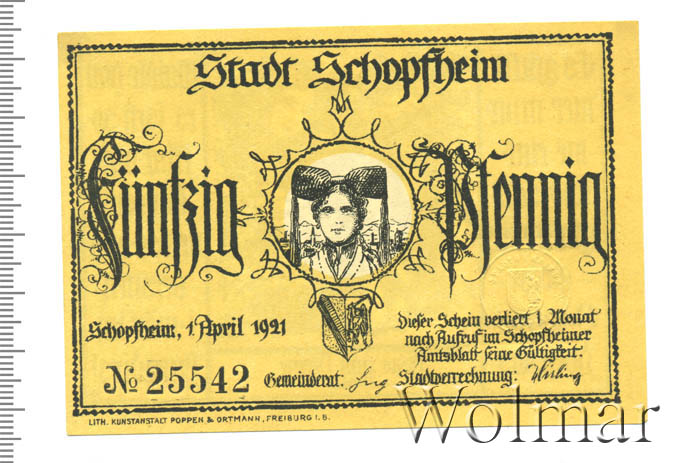 Stadt Schopfheim
Fünfzig Pfennig
Schopfheim, 1. April 1921
Dieser Schein verliert 1 Monat
nach Aufruf im Schopfheimer
Amtsblatt seine Gültigkeit.
№ 25542 Gemeinderat: Stadtverrechnung:
LITH. KUNSTANSTALT POPPEN & ORTMANN, FREIBURG I. B.
Wolmar